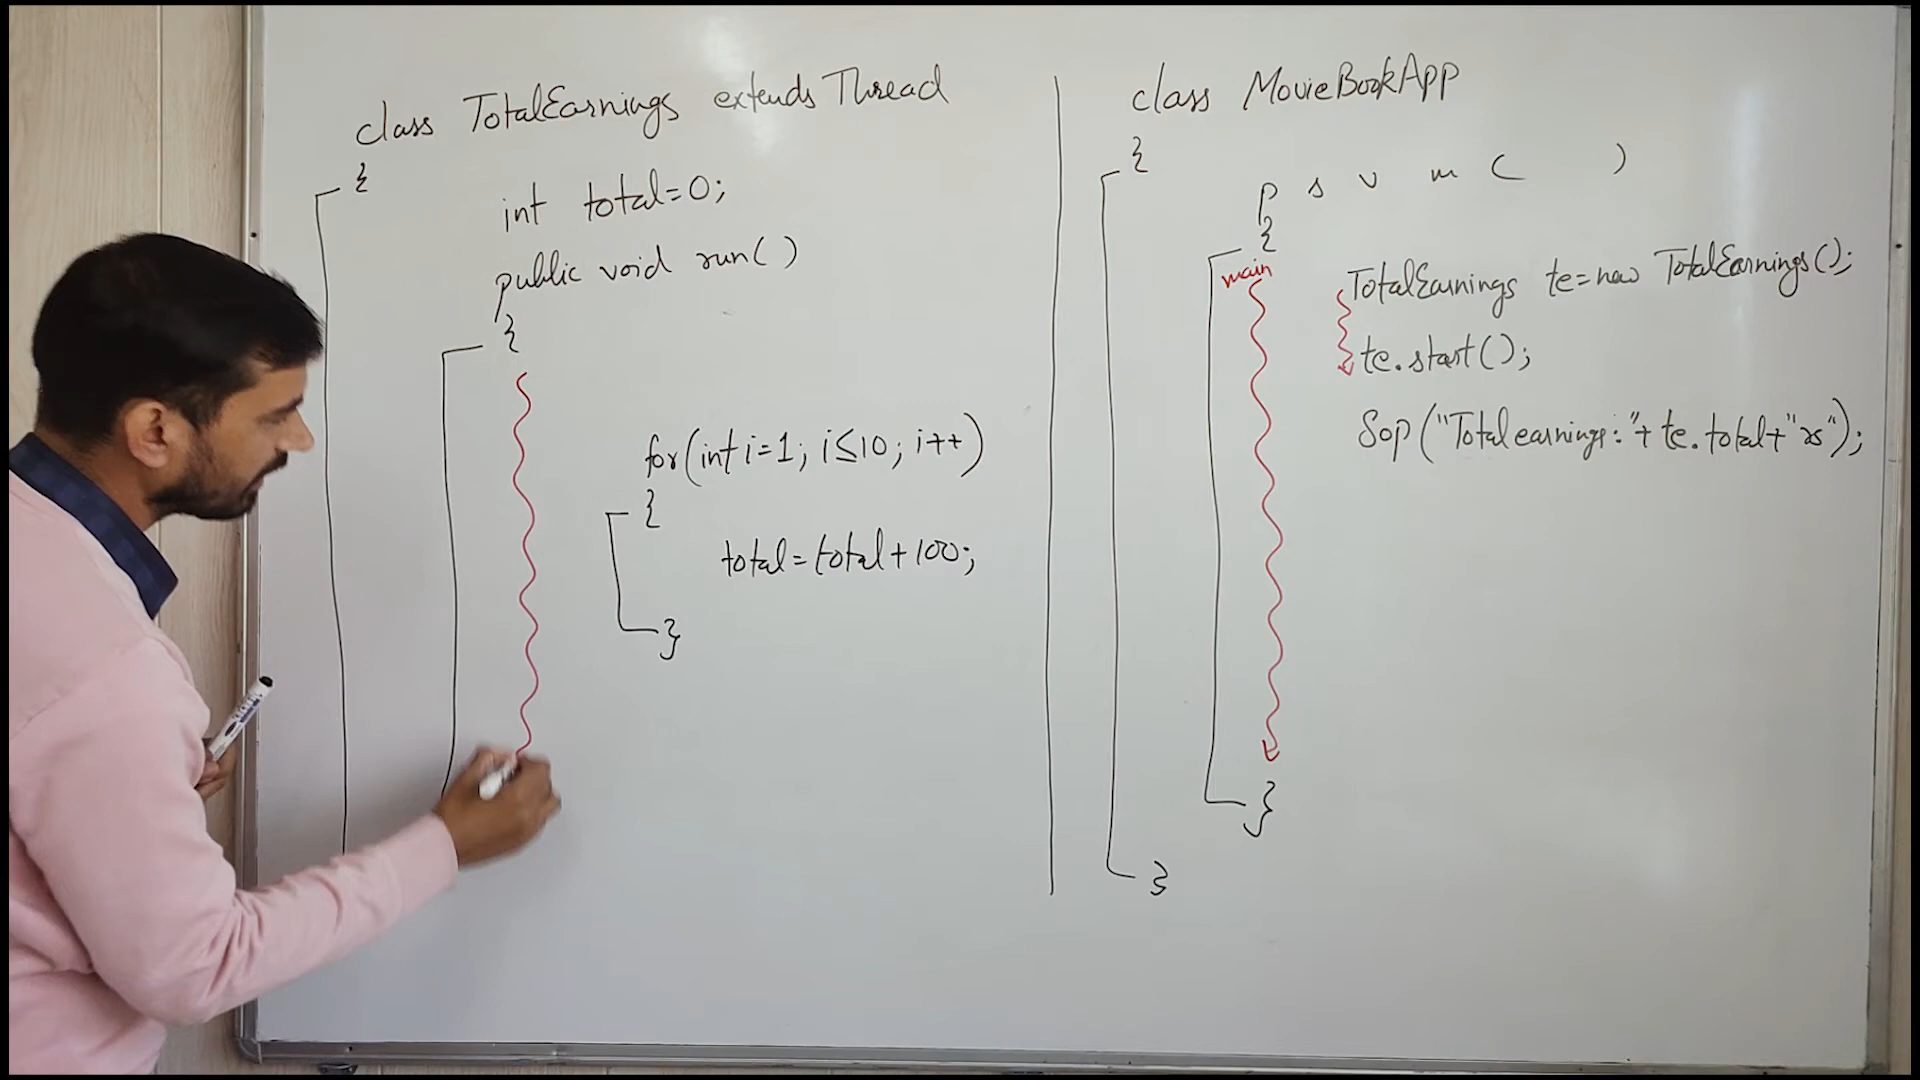 class TotalEarnings extends Thread
{
int total=0;
public void run()
{
for(int i=1; i≤10; i++)
{
total=total+100;
}
class MovieBookApp
{
p s v m ( )
{
main
TotalEarnings te=new TotalEarnings();
te.start();
Sop("Total earnings:"+ te.total+"rs");
}
}